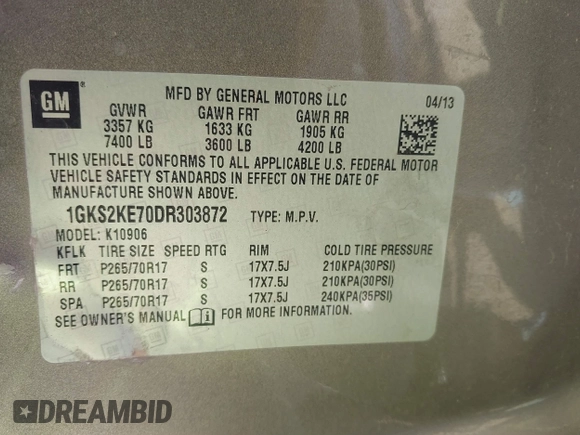 GM
®
MFD BY GENERAL MOTORS LLC
04/13
GVWR GAWR FRT GAWR RR
3357 KG 1633 KG 1905 KG
7400 LB 3600 LB 4200 LB
THIS VEHICLE CONFORMS TO ALL APPLICABLE U.S. FEDERAL MOTOR
VEHICLE SAFETY STANDARDS IN EFFECT ON THE DATE OF
MANUFACTURE SHOWN ABOVE.
1GKS2KE70DR303872 TYPE: M.P.V.
MODEL: K10906
KFLK TIRE SIZE SPEED RTG RIM COLD TIRE PRESSURE
FRT P265/70R17 S 17X7.5J 210KPA(30PSI)
RR P265/70R17 S 17X7.5J 210KPA(30PSI)
SPA P265/70R17 S 17X7.5J 240KPA(35PSI)
SEE OWNER'S MANUAL FOR MORE INFORMATION.
DREAMBID